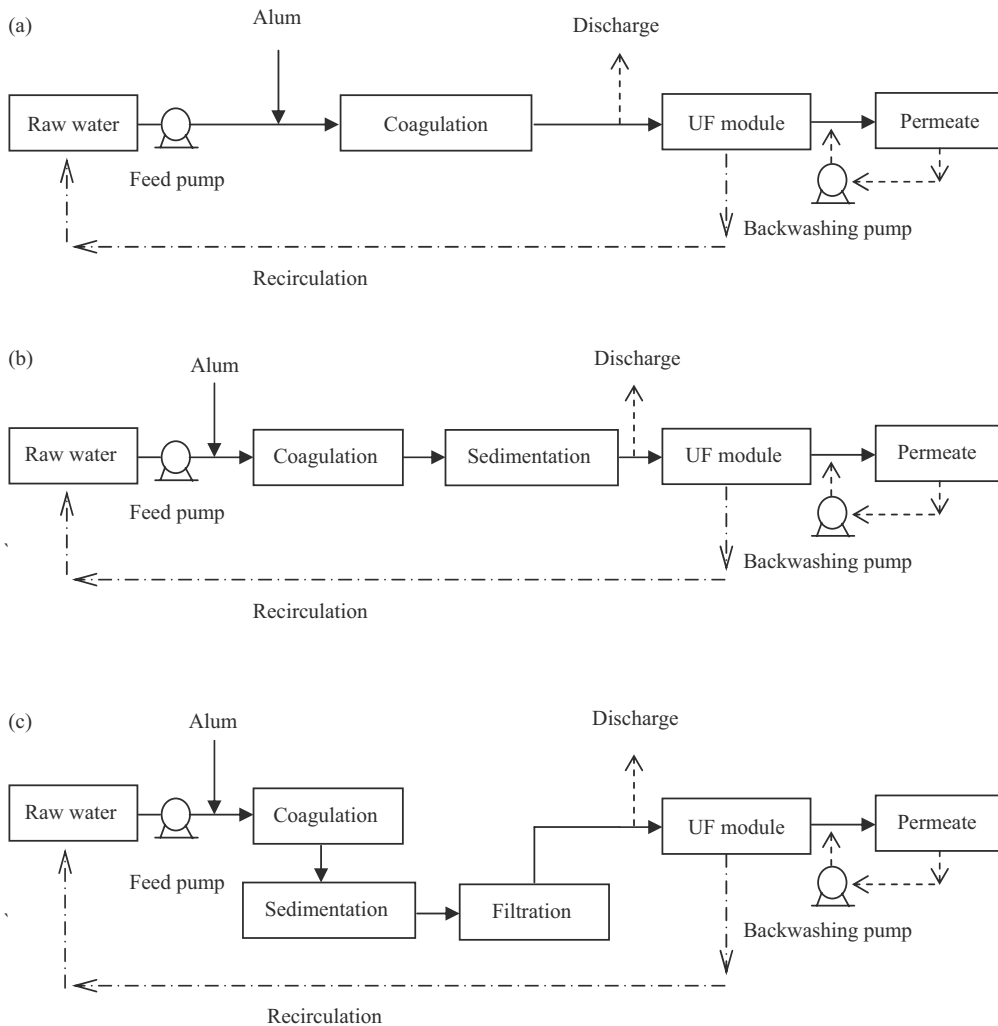 (a)
Alum
Discharge
Raw water
Coagulation
UF module
Permeate
Feed pump
Backwashing pump
Recirculation
(b)
Alum
Discharge
Raw water
Coagulation
Sedimentation
UF module
Permeate
Feed pump
Backwashing pump
Recirculation
(c)
Alum
Discharge
Raw water
Coagulation
UF module
Permeate
Feed pump
Sedimentation
Filtration
Backwashing pump
Recirculation